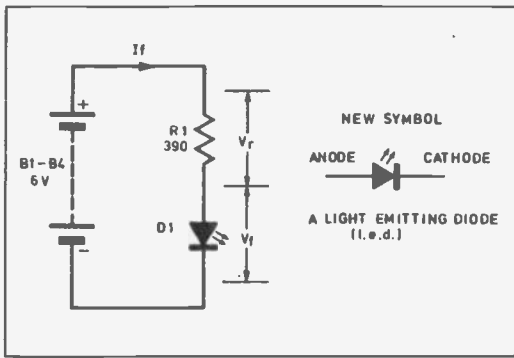 If
+
R1
390
Vr
B1-B4
6V
D1
Vf
-
NEW SYMBOL
ANODE
CATHODE
A LIGHT EMITTING DIODE
(l.e.d.)